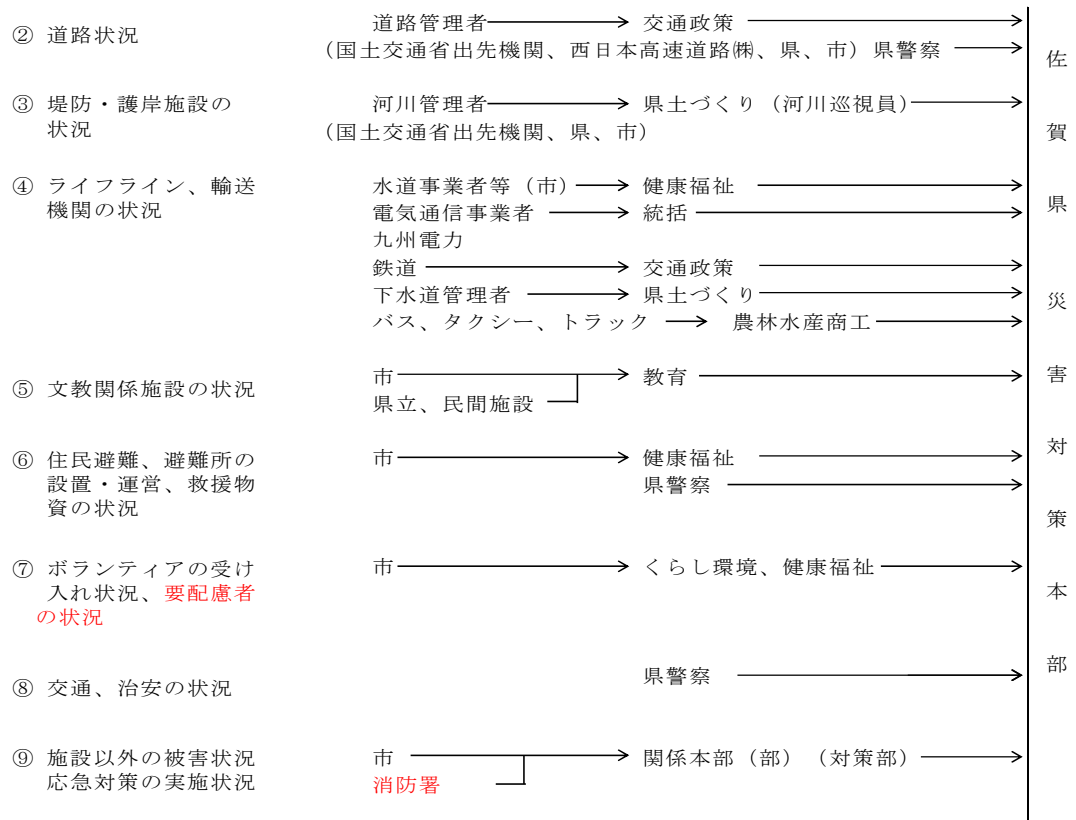 ② 道路状況
道路管理者 交通政策
(国土交通省出先機関、西日本高速道路㈱、県、市) 県警察
③ 堤防・護岸施設の
状況
河川管理者 県土づくり (河川巡視員)
(国土交通省出先機関、県、市)
④ ライフライン、輸送
機関の状況
水道事業者等 (市) 健康福祉
電気通信事業者 統括
九州電力
鉄道 交通政策
下水道管理者 県土づくり
バス、タクシー、トラック 農林水産商工
⑤ 文教関係施設の状況
市 教育
県立、民間施設
⑥ 住民避難、避難所の
設置・運営、救援物
資の状況
市 健康福祉
県警察
⑦ ボランティアの受け
入れ状況、要配慮者
の状況
市 くらし環境、健康福祉
⑧ 交通、治安の状況
県警察
⑨ 施設以外の被害状況
応急対策の実施状況
市 関係本部 (部) (対策部)
消防署
佐賀県災害対策本部